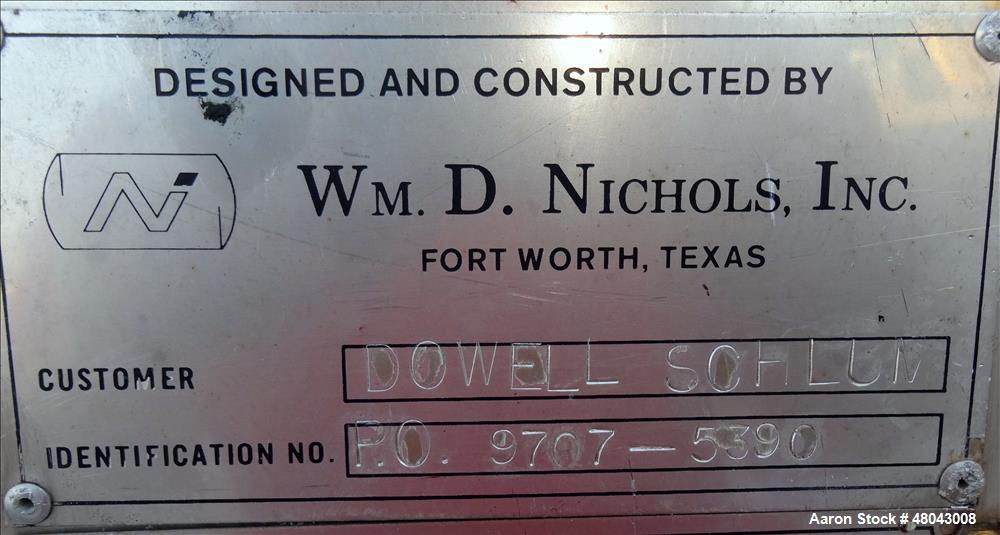 DESIGNED AND CONSTRUCTED BY
Ni
WM. D. NICHOLS, INC.
FORT WORTH, TEXAS
CUSTOMER DOWELL SCHLUM
IDENTIFICATION NO. P.O. 9707-5390
Aaron Stock # 48043008